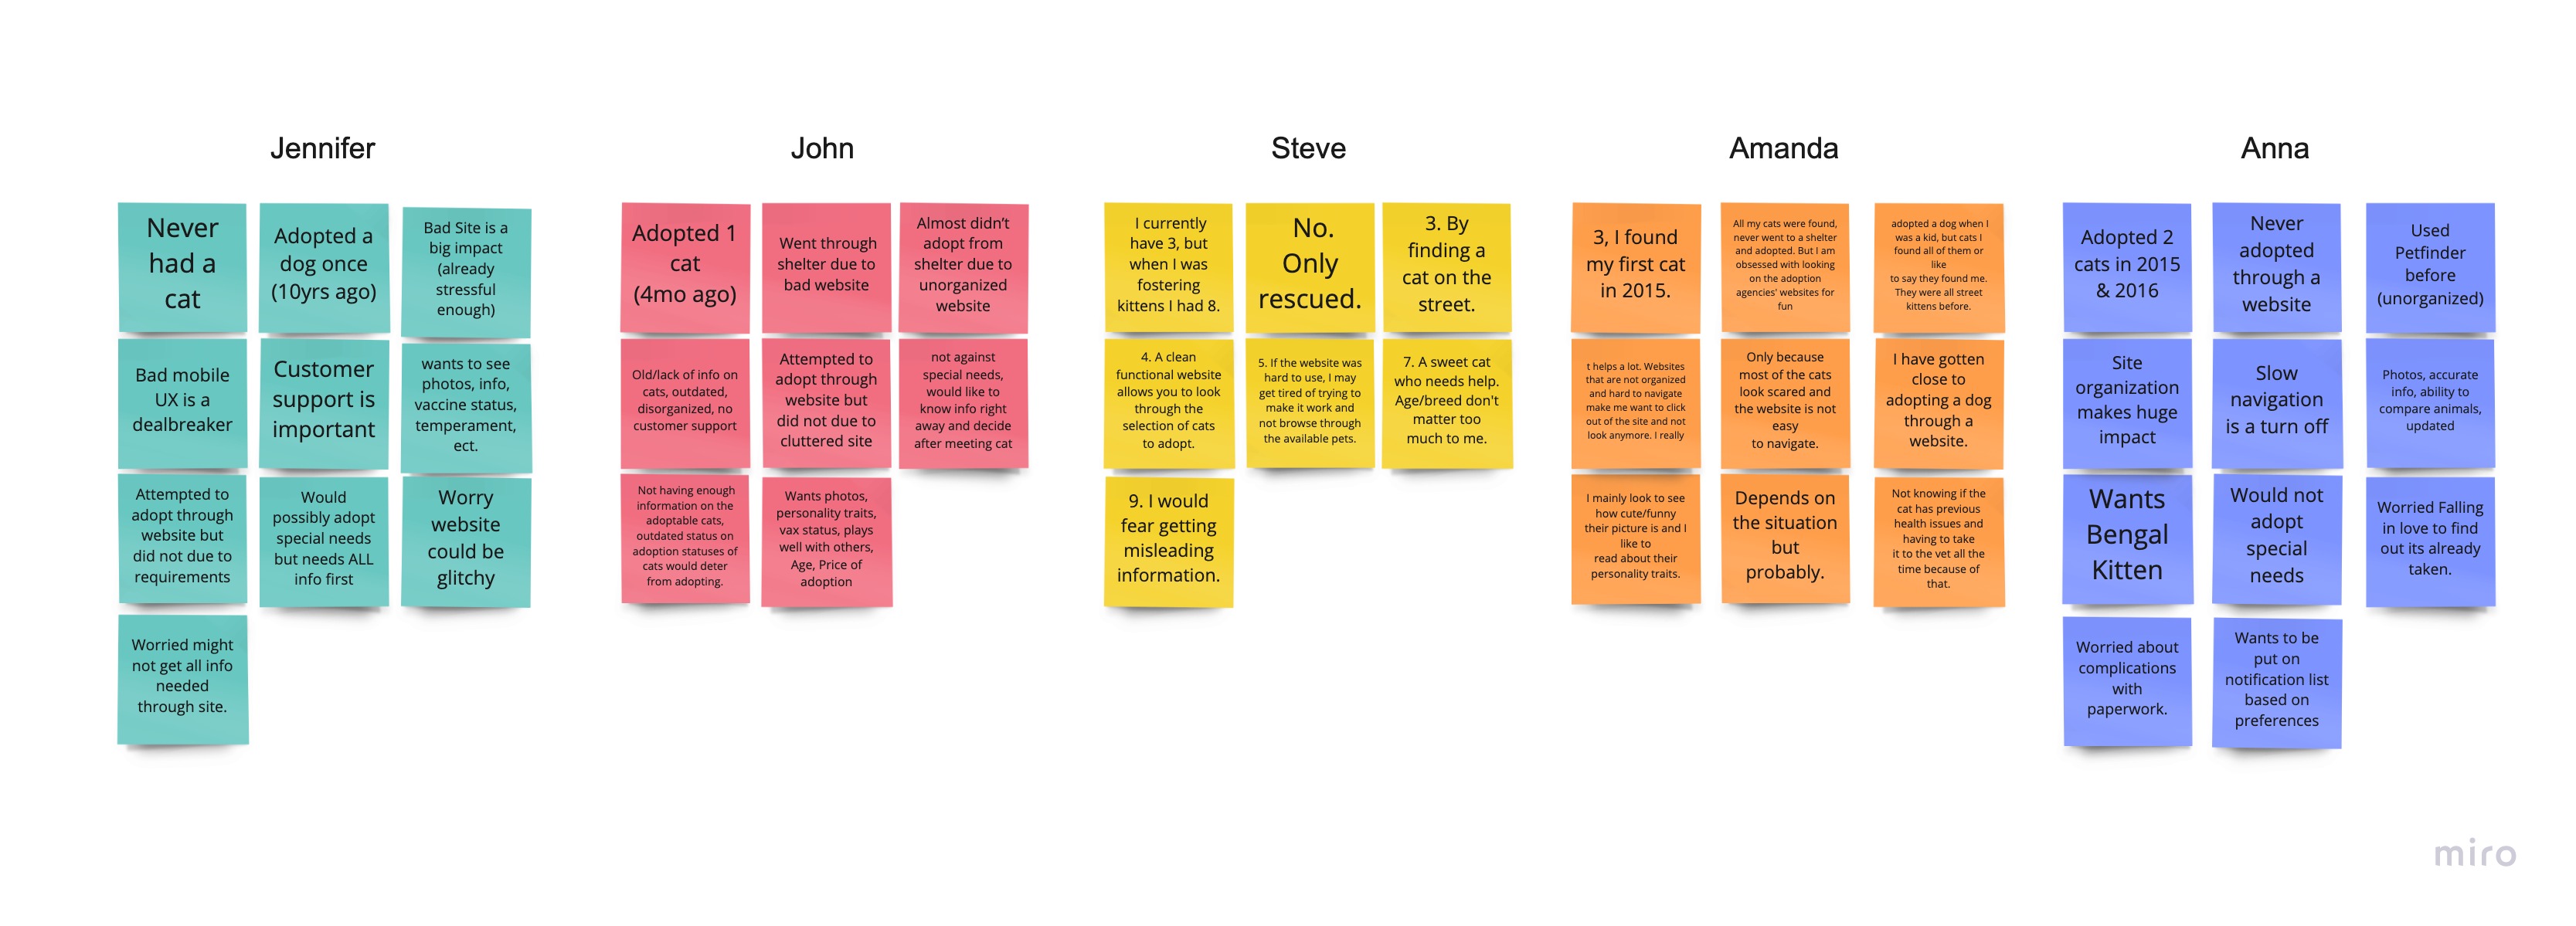 Jennifer
Never
had a
cat
Adopted a
dog once
(10yrs ago)
Bad Site is a
big impact
(already
stressful
enough)
Bad mobile
UX is a
dealbreaker
Customer
support is
important
wants to see
photos, info,
vaccine status,
temperament,
ect.
Attempted to
adopt through
website but
did not due to
requirements
Would
possibly adopt
special needs
but needs ALL
info first
Worry
website
could be
glitchy
Worried might
not get all info
needed
through site.
John
Adopted 1
cat
(4mo ago)
Went through
shelter due to
bad website
Almost didn't
adopt from
shelter due to
unorganized
website
Old/lack of info on
cats, outdated,
disorganized, no
customer support
Attempted to
adopt through
website but
did not due to
cluttered site
not against
special needs,
would like to
know info right
away and decide
after meeting cat
Not having enough
information on the
adoptable cats,
outdated status on
adoption statuses of
cats would deter
from adopting.
Wants photos,
personality traits,
vax status, plays
well with others,
Age, Price of
adoption
Steve
I currently
have 3, but
when I was
fostering
kittens I had 8.
No.
Only
rescued.
3. By
finding a
cat on the
street.
4. A clean
functional website
allows you to look
through the
selection of cats
to adopt.
5. If the website was
hard to use, I may
get tired of trying to
make it work and
not browse through
the available pets.
7. A sweet cat
who needs help.
Age/breed don't
matter too
much to me.
9. I would
fear getting
misleading
information.
Amanda
3, I found
my first cat
in 2015.
All my cats were found,
never went to a shelter
and adopted. But I am
obsessed with looking
on the adoption
agencies' websites for
fun
adopted a dog when I
was a kid, but cats I
found all of them or
like
to say they found me.
They were all street
kittens before.
t helps a lot. Websites
that are not organized
and hard to navigate
make me want to click
out of the site and not
look anymore. I really
Only because
most of the cats
look scared and
the website is not
easy
to navigate.
I have gotten
close to
adopting a dog
through a
website.
I mainly look to see
how cute/funny
their picture is and I
like to
read about their
personality traits.
Depends on
the situation
but
probably.
Not knowing if the
cat has previous
health issues and
having to take
it to the vet all the
time because of
that.
Anna
Adopted 2
cats in 2015
& 2016
Never
adopted
through a
website
Used
Petfinder
before
(unorganized)
Site
organization
makes huge
impact
Slow
navigation
is a turn off
Photos, accurate
info, ability to
compare animals,
updated
Wants
Bengal
Kitten
Would not
adopt
special
needs
Worried Falling
in love to find
out its already
taken.
Worried about
complications
with
paperwork.
Wants to be
put on
notification list
based on
preferences
miro